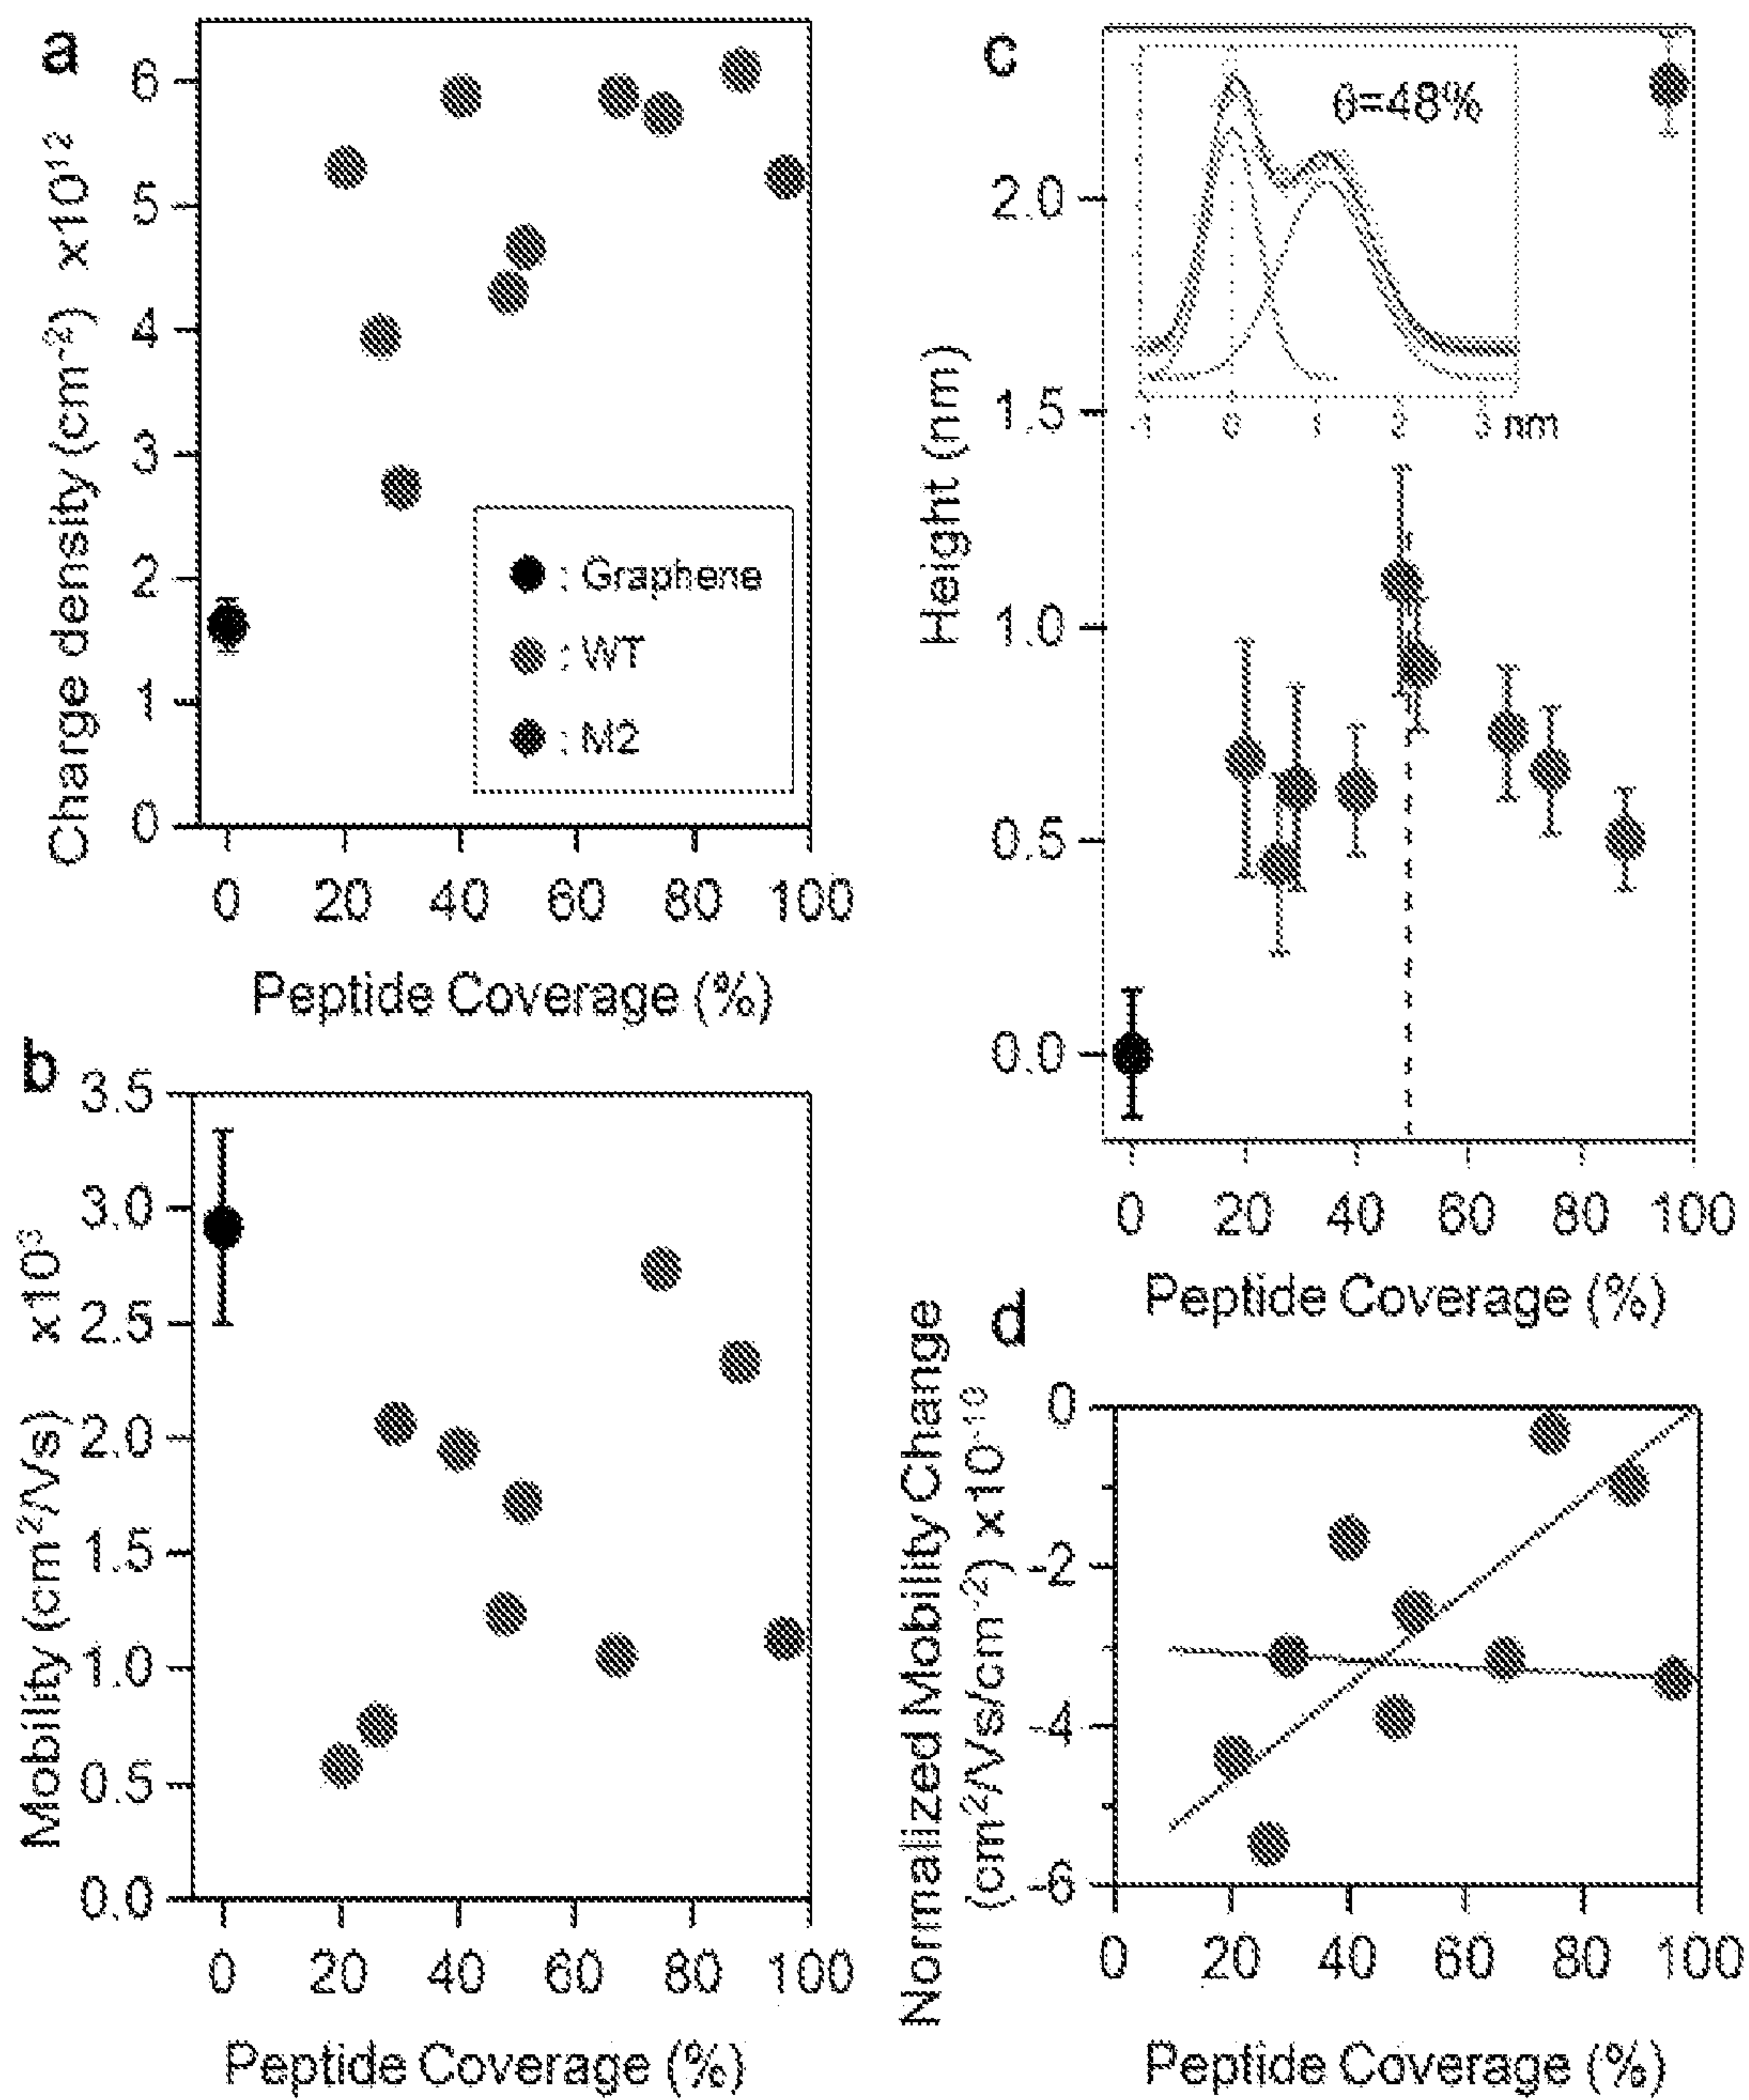 a
Charge density (cm⁻²) x10¹²
6
5
4
3
2
1
0
: Graphene
: WT
: M2
0 20 40 60 80 100
Peptide Coverage (%)
b
Mobility (cm²/Vs) x10³
3.5
3.0
2.5
2.0
1.5
1.0
0.5
0.0
0 20 40 60 80 100
Peptide Coverage (%)
c
Height (nm)
2.0
1.5
1.0
0.5
0.0
θ=48%
-1 0 1 2 3 nm
0 20 40 60 80 100
Peptide Coverage (%)
d
Normalized Mobility Change
(cm²/Vs/cm⁻²) x10⁻¹⁰
0
-2
-4
-6
0 20 40 60 80 100
Peptide Coverage (%)